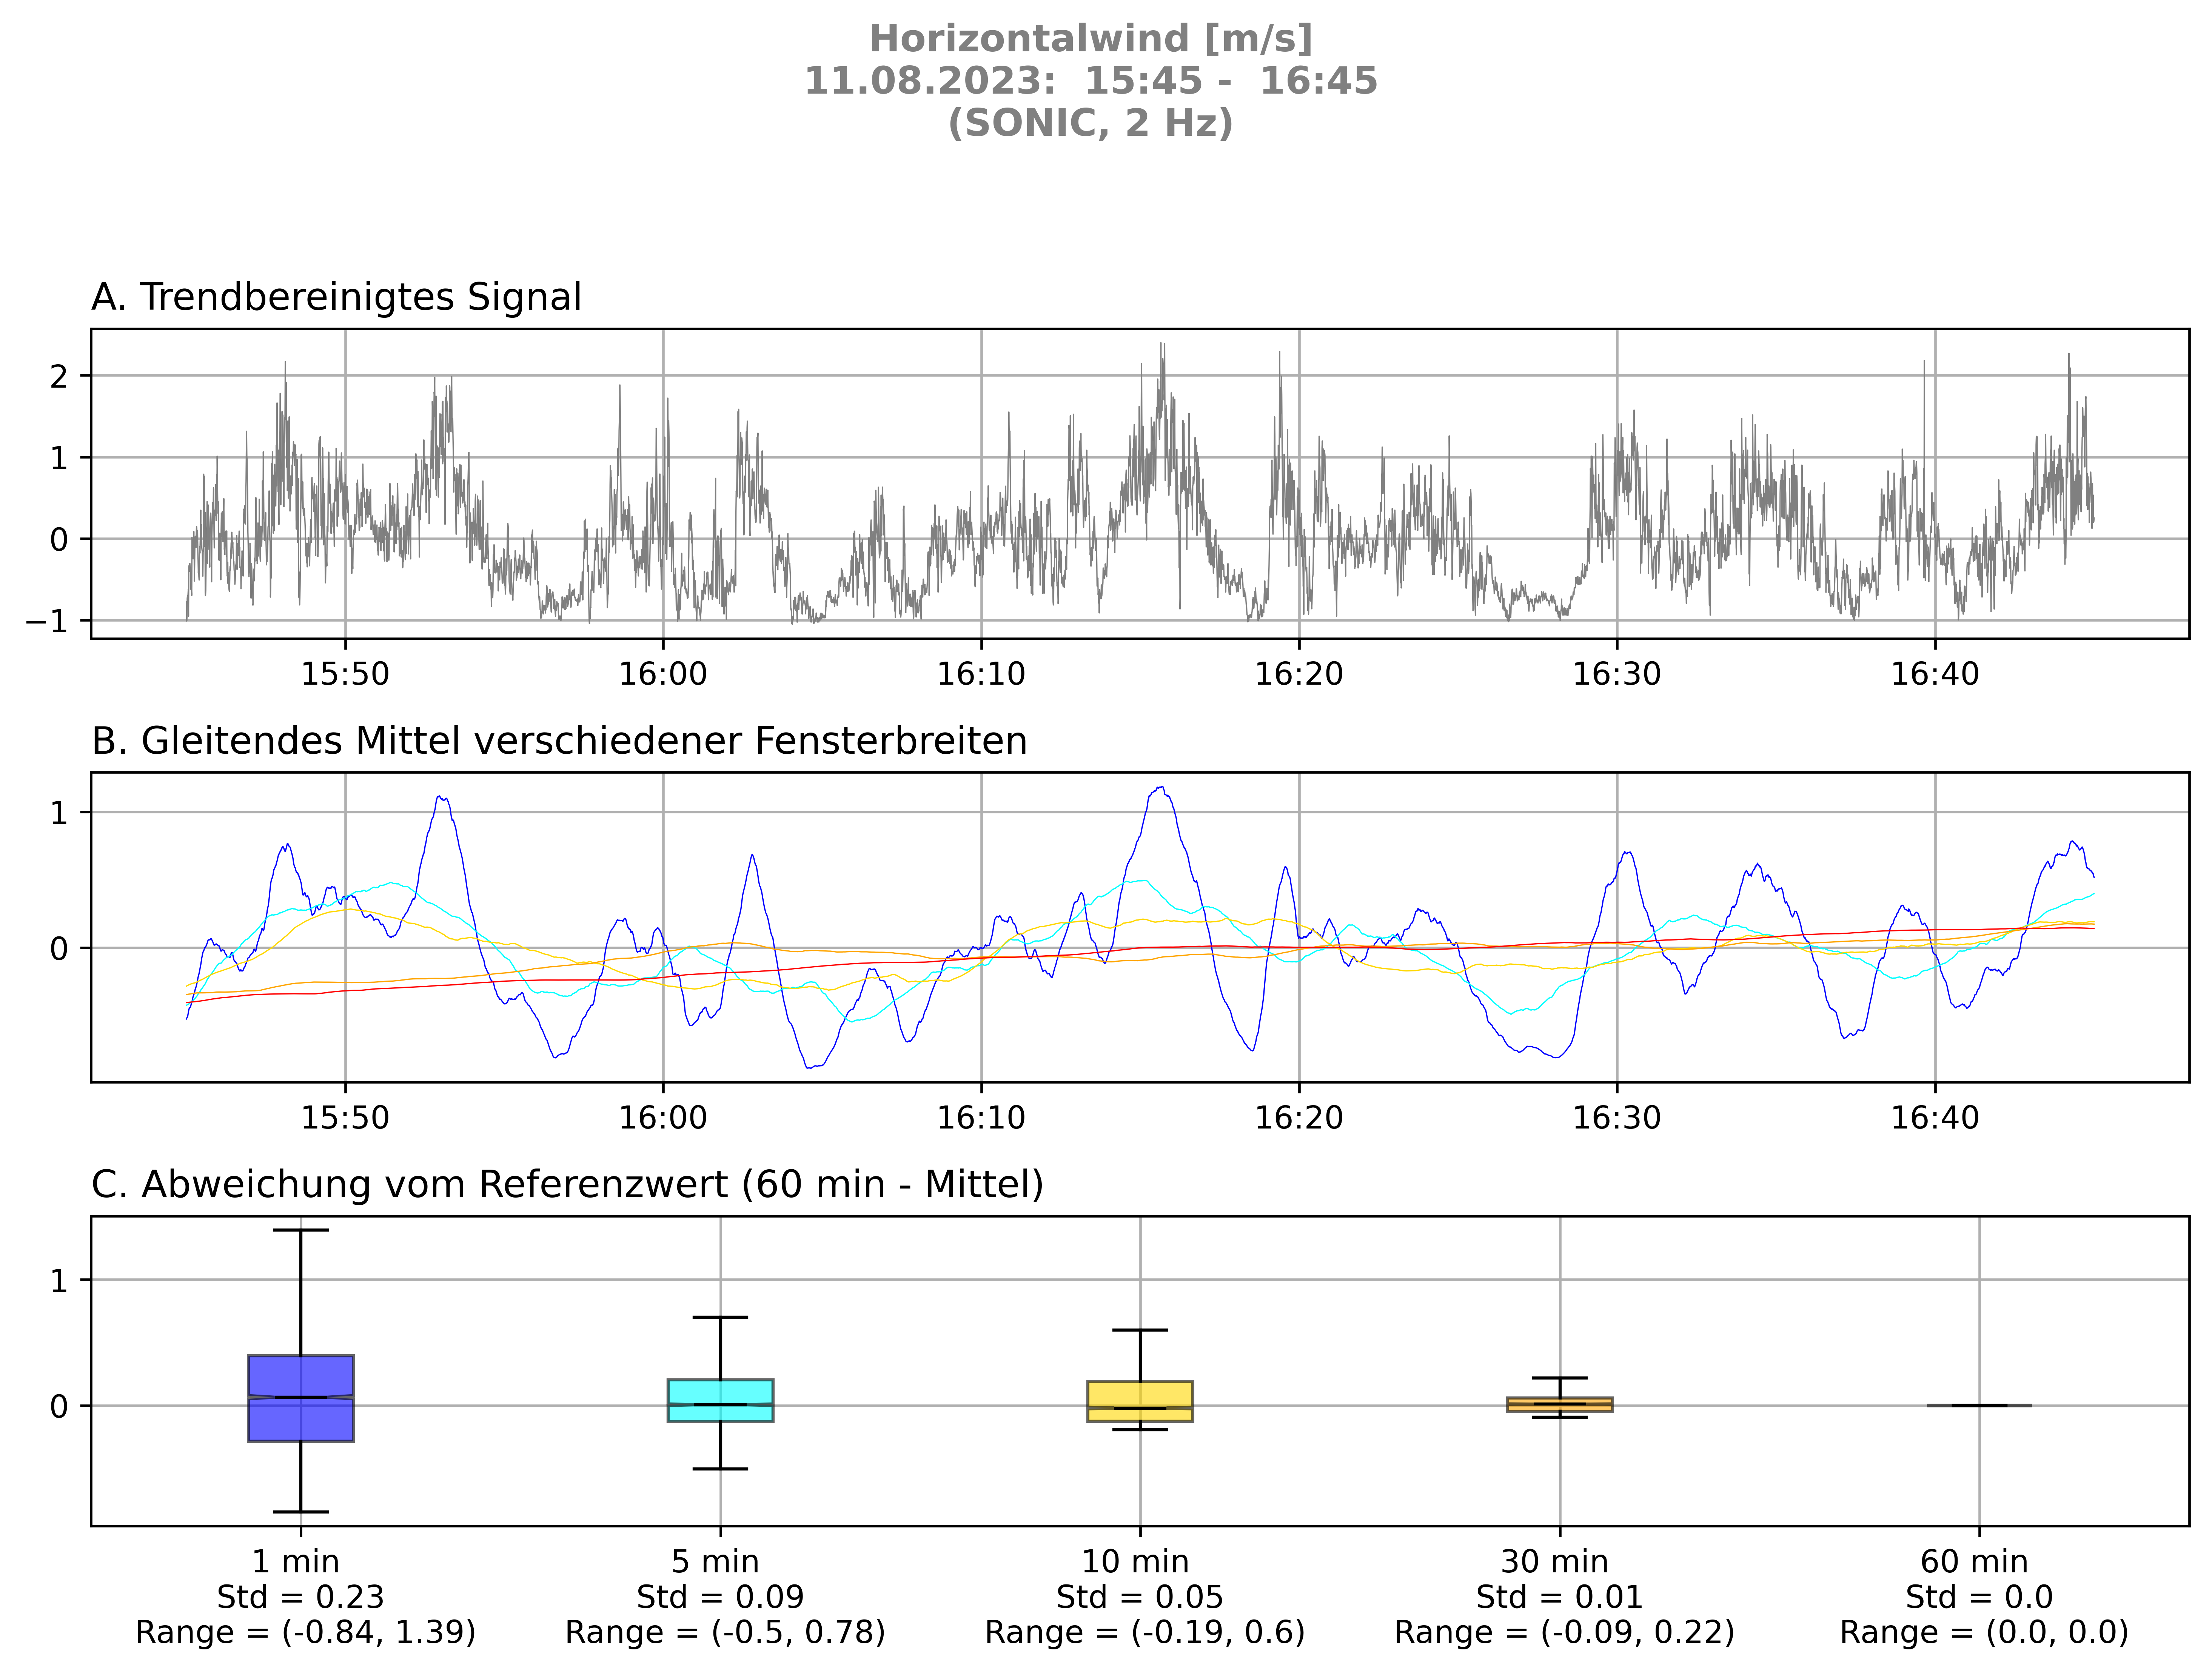 Horizontalwind [m/s]
11.08.2023:  15:45 -  16:45
(SONIC, 2 Hz)
A. Trendbereinigtes Signal
2
1
0
−1
15:50 16:00 16:10 16:20 16:30 16:40
B. Gleitendes Mittel verschiedener Fensterbreiten
1
0
15:50 16:00 16:10 16:20 16:30 16:40
C. Abweichung vom Referenzwert (60 min - Mittel)
1
0
1 min
Std = 0.23
Range = (-0.84, 1.39)
5 min
Std = 0.09
Range = (-0.5, 0.78)
10 min
Std = 0.05
Range = (-0.19, 0.6)
30 min
Std = 0.01
Range = (-0.09, 0.22)
60 min
Std = 0.0
Range = (0.0, 0.0)